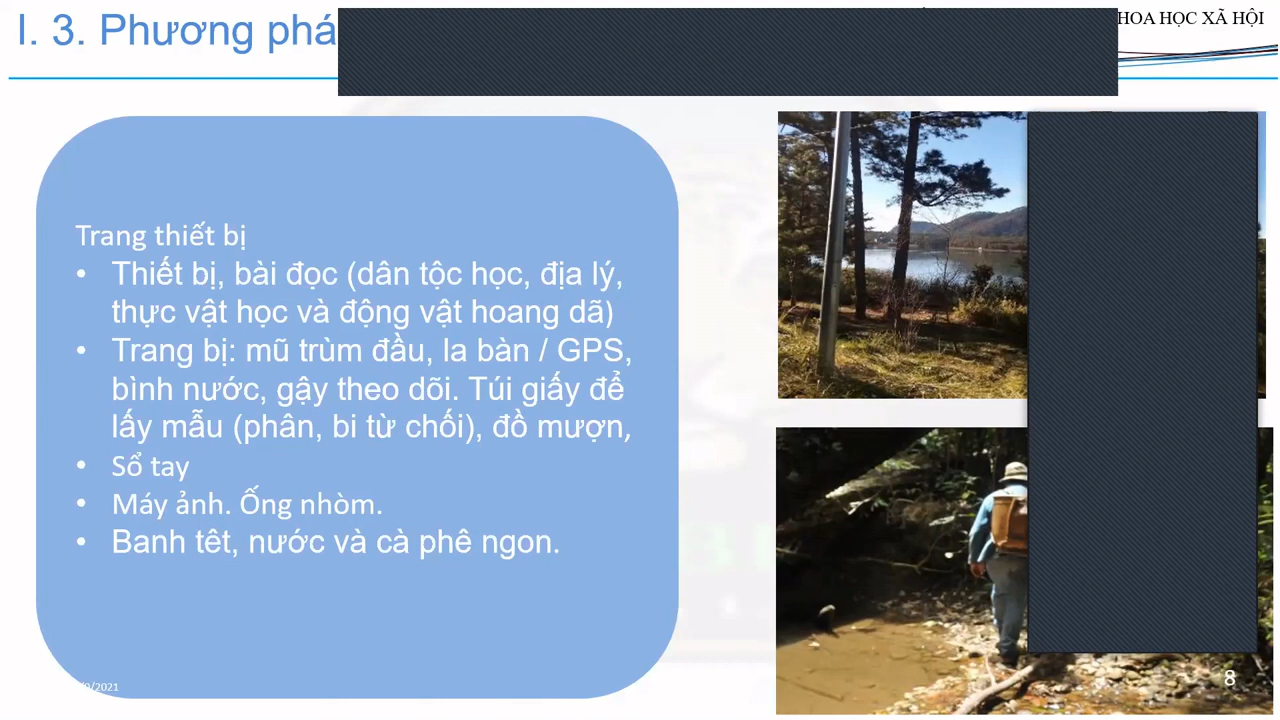 I. 3. Phương phá
HOA HỌC XÃ HỘI
Trang thiết bị
• Thiết bị, bài đọc (dân tộc học, địa lý,
thực vật học và động vật hoang dã)
• Trang bị: mũ trùm đầu, la bàn / GPS,
bình nước, gậy theo dõi. Túi giấy để
lấy mẫu (phân, bi từ chối), đồ mượn,
• Sổ tay
• Máy ảnh. Ống nhòm.
• Banh têt, nước và cà phê ngon.
/9/2021
8